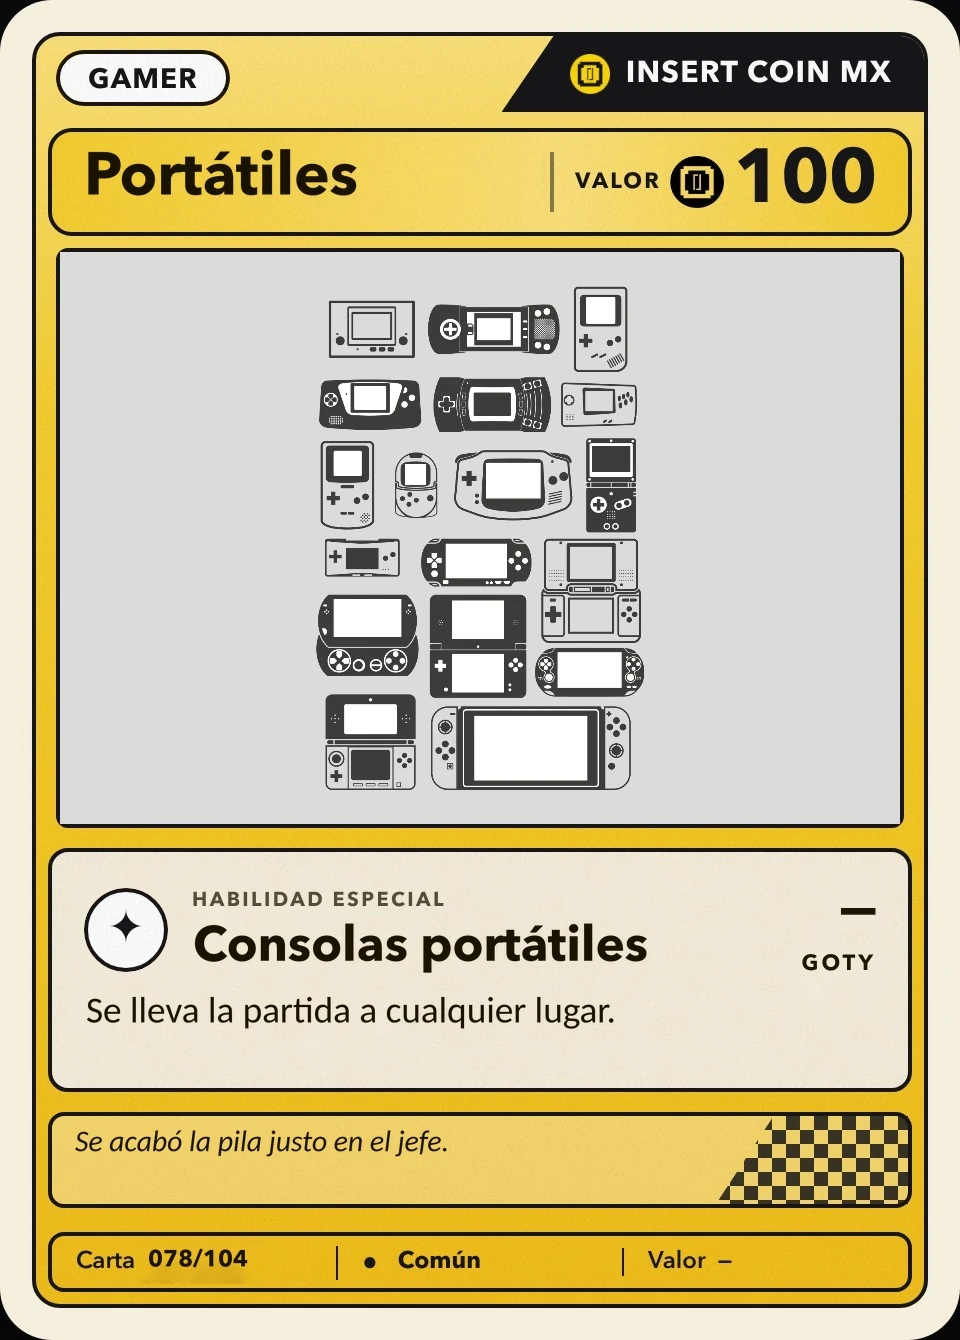 GAMER
INSERT COIN MX
Portátiles
VALOR 100
HABILIDAD ESPECIAL
Consolas portátiles
–
GOTY
Se lleva la partida a cualquier lugar.
Se acabó la pila justo en el jefe.
Carta 078/104
• Común
Valor –